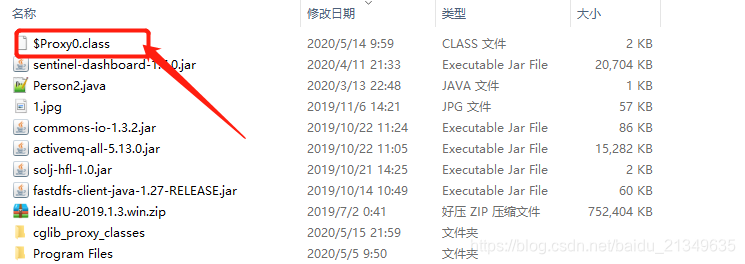 名称 修改日期 类型 大小
$Proxy0.class 2020/5/14 9:59 CLASS 文件 2 KB
sentinel-dashboard-1.7.0.jar 2020/4/11 21:33 Executable Jar File 20,704 KB
Person2.java 2020/3/13 22:48 JAVA 文件 1 KB
1.jpg 2019/11/6 14:21 JPG 文件 57 KB
commons-io-1.3.2.jar 2019/10/22 11:24 Executable Jar File 86 KB
activemq-all-5.13.0.jar 2019/10/22 11:05 Executable Jar File 15,282 KB
solj-hfl-1.0.jar 2019/10/21 14:25 Executable Jar File 2 KB
fastdfs-client-java-1.27-RELEASE.jar 2019/10/14 10:49 Executable Jar File 60 KB
ideaIU-2019.1.3.win.zip 2019/7/2 0:41 好压 ZIP 压缩文件 752,404 KB
cglib_proxy_classes 2020/5/15 21:59 文件夹
Program Files 2020/5/5 9:50 文件夹
https://blog.csdn.net/baidu_21349635